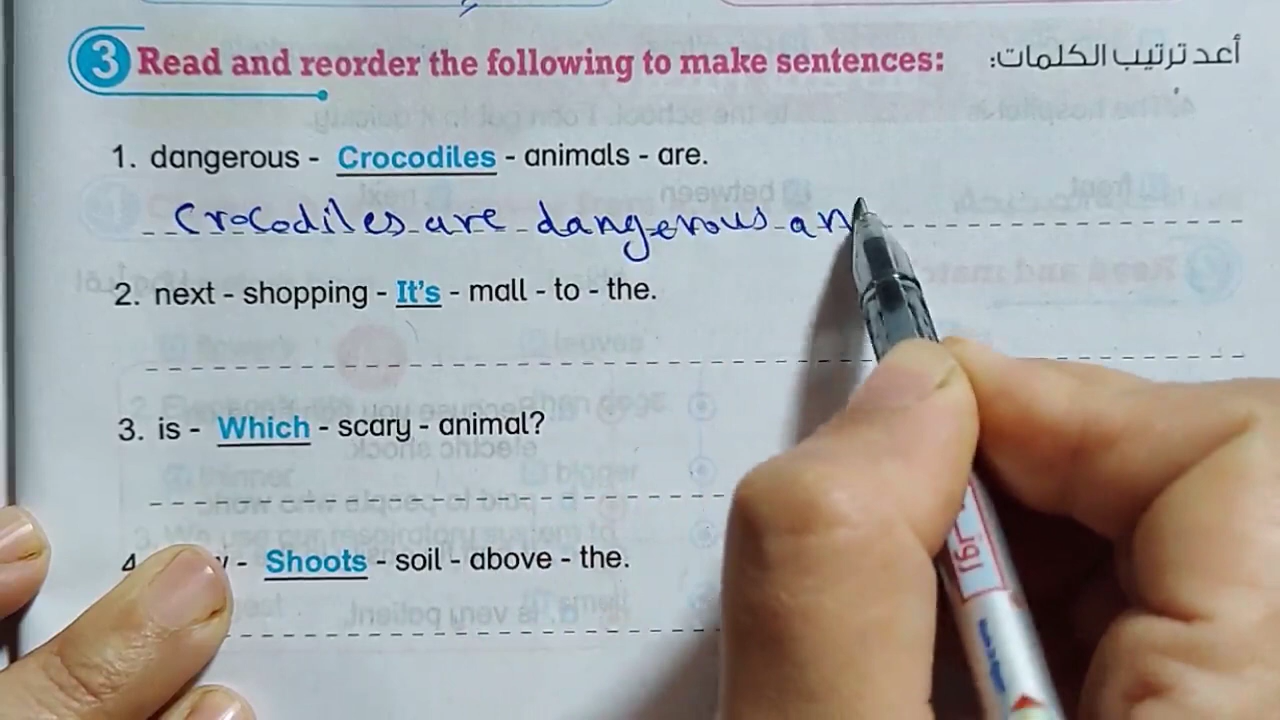 3 Read and reorder the following to make sentences: أعد ترتيب الكلمات:
1. dangerous - Crocodiles - animals - are.
Crocodiles are dangerous an
2. next - shopping - It's - mall - to - the.
3. is - Which - scary - animal?
4. - Shoots - soil - above - the.